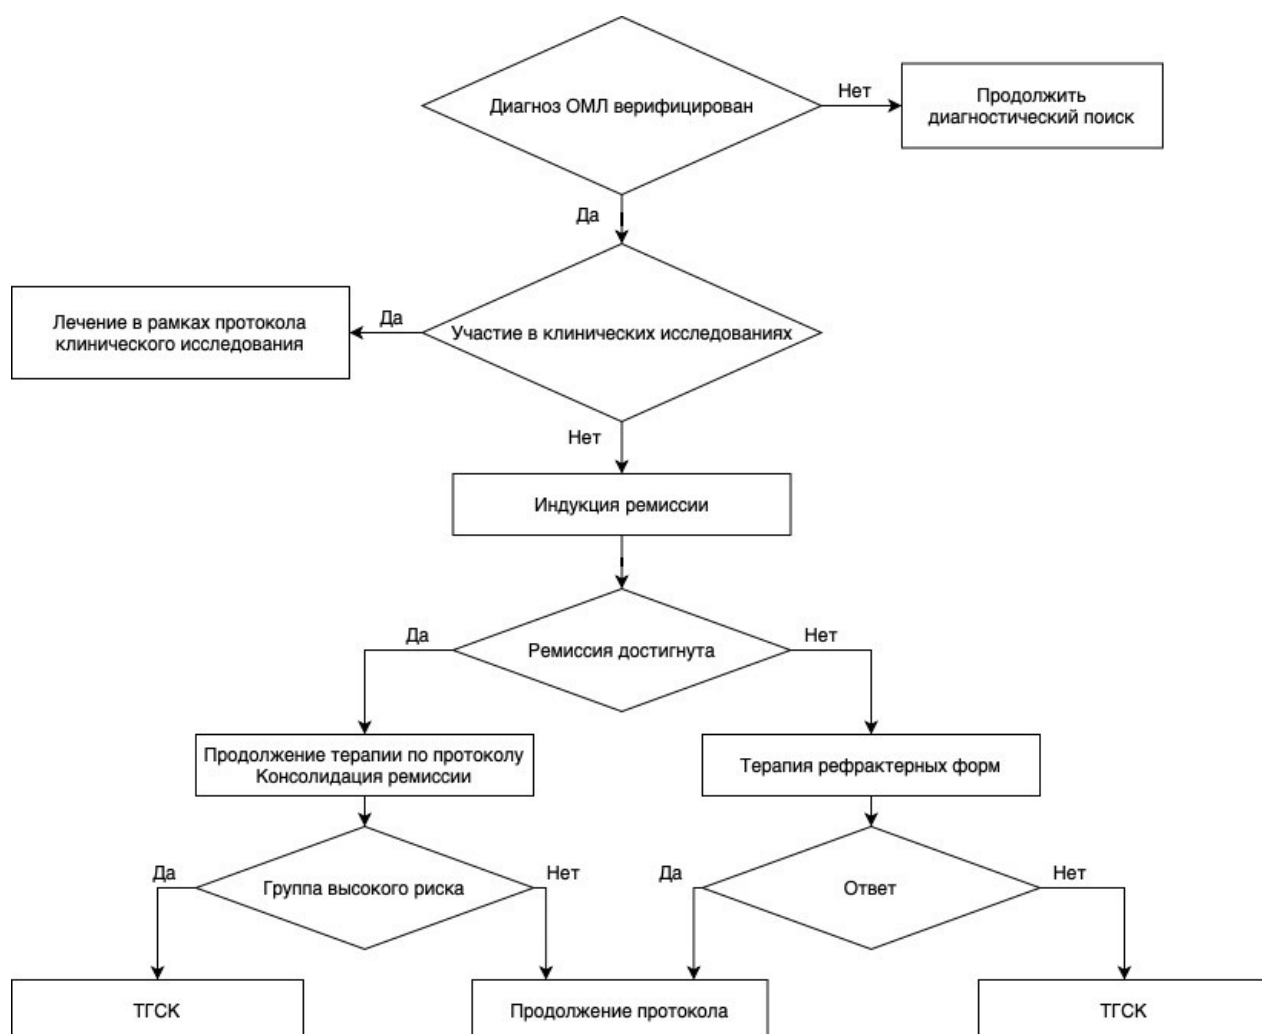 Диагноз ОМЛ верифицирован
Нет
Продолжить
диагностический поиск
Да
Лечение в рамках протокола
клинического исследования
Да
Участие в клинических исследованиях
Нет
Индукция ремиссии
Да
Ремиссия достигнута
Нет
Продолжение терапии по протоколу
Консолидация ремиссии
Терапия рефрактерных форм
Да
Группа высокого риска
Нет
Да
Ответ
Нет
ТГСК
Продолжение протокола
ТГСК